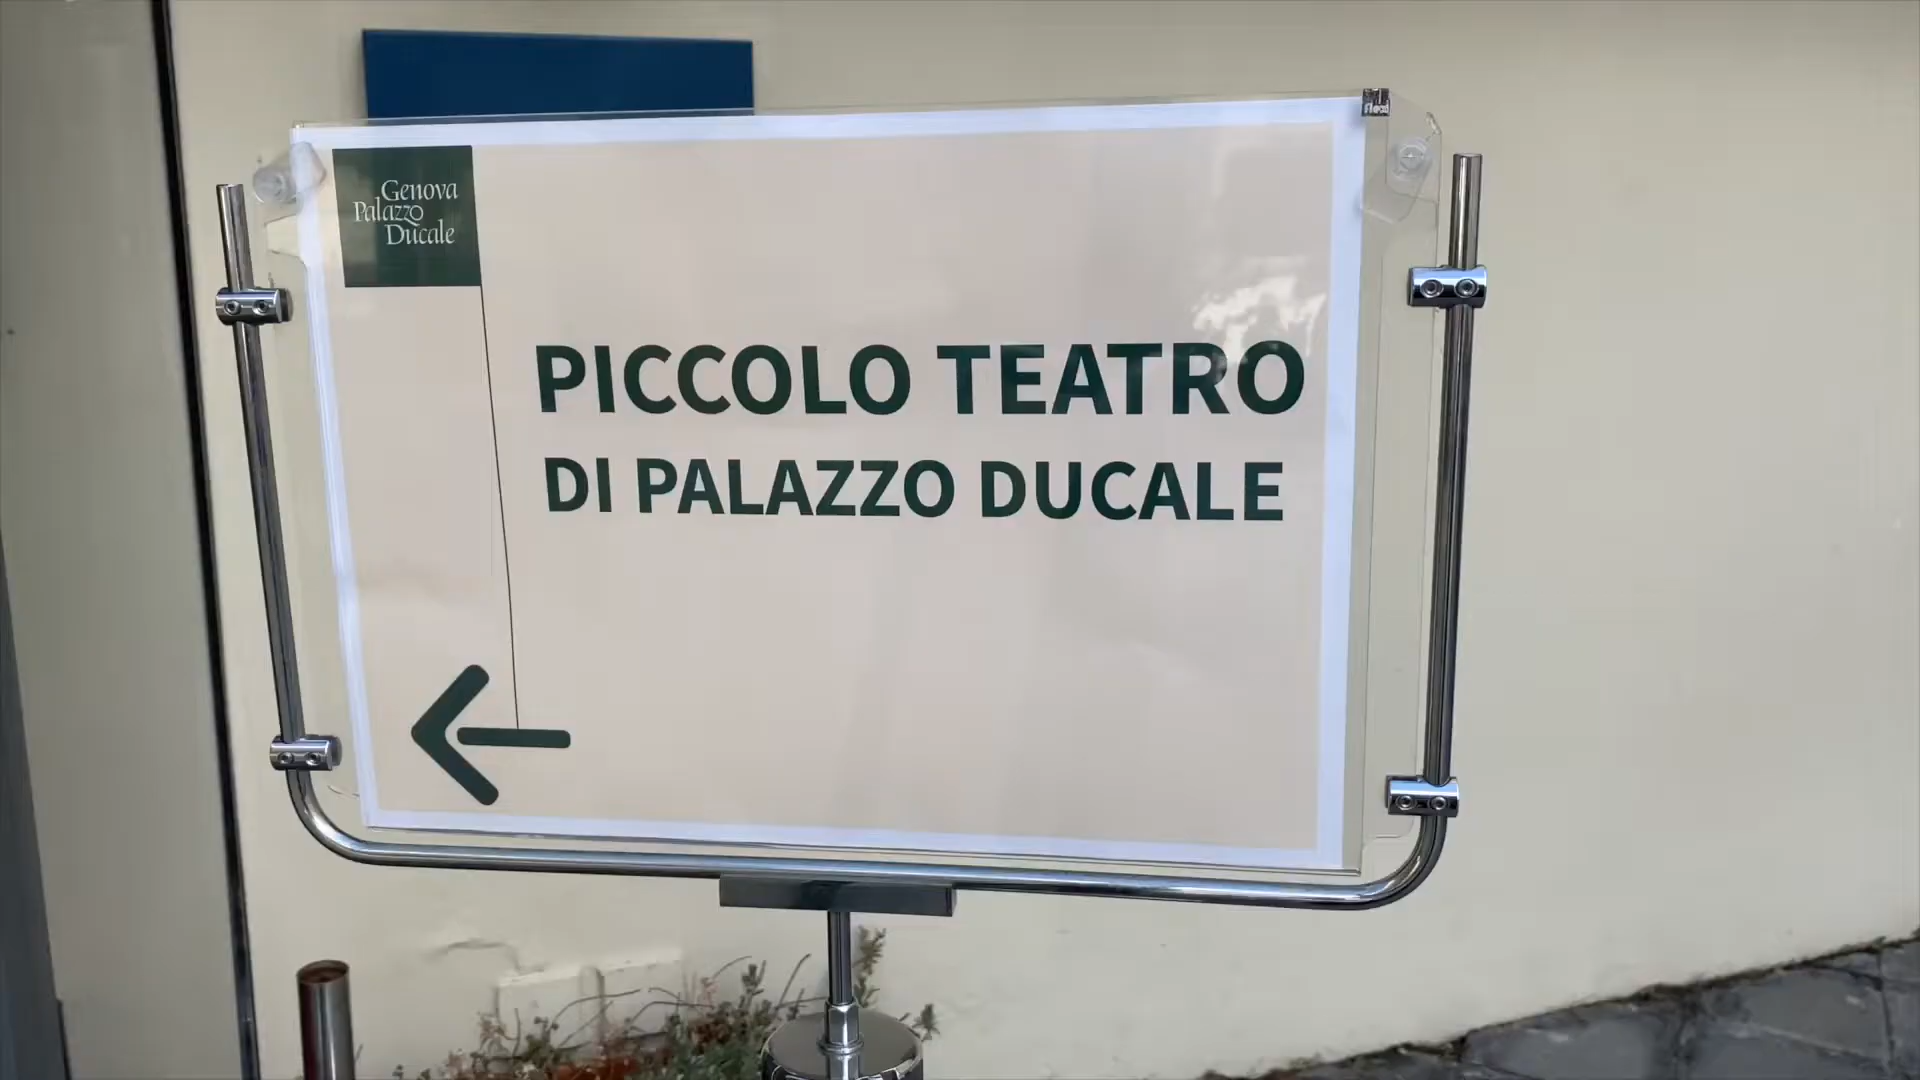 Genova
Palazzo
Ducale
PICCOLO TEATRO
DI PALAZZO DUCALE